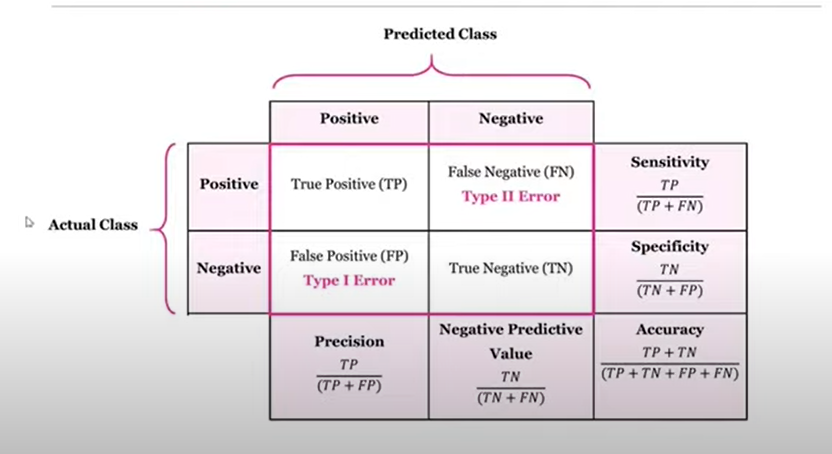 Predicted Class
Positive
Negative
Actual Class
Positive
True Positive (TP)
False Negative (FN)
Type II Error
Sensitivity
TP
(TP + FN)
Negative
False Positive (FP)
Type I Error
True Negative (TN)
Specificity
TN
(TN + FP)
Precision
TP
(TP + FP)
Negative Predictive
Value
TN
(TN + FN)
Accuracy
TP + TN
(TP + TN + FP + FN)